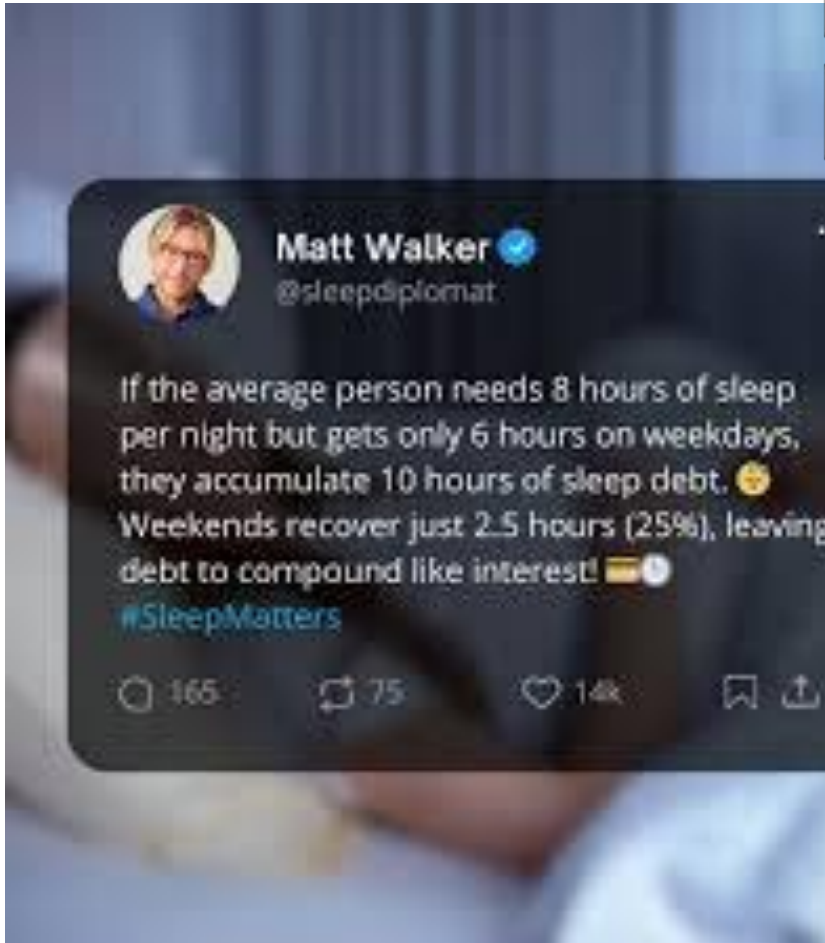 Matt Walker
@sleepdiplomat
If the average person needs 8 hours of sleep
per night but gets only 6 hours on weekdays,
they accumulate 10 hours of sleep debt. 😴
Weekends recover just 2.5 hours (25%), leaving
debt to compound like interest! 💳🕒
#SleepMatters
165 75 14k